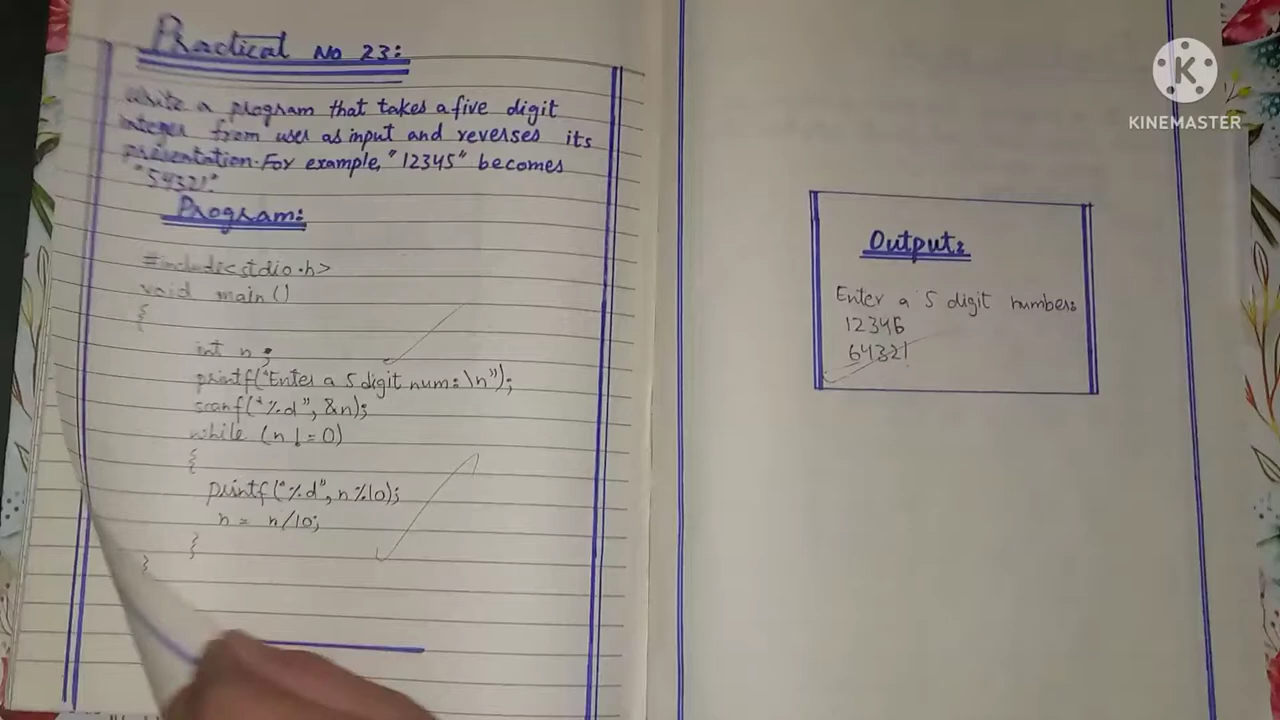 Practical No 23:
Write a program that takes a five digit
integer from user as input and reverses its
presentation. For example, "12345" becomes
"54321."
Program:
#include<stdio.h>
void main()
{
int n;
printf("Enter a 5 digit num: \n");
scanf("%d", &n);
while (n != 0)
{
printf("%d", n%10);
n = n/10;
}
}
Output:
Enter a 5 digit number:
12346
64321
K
KINEMASTER